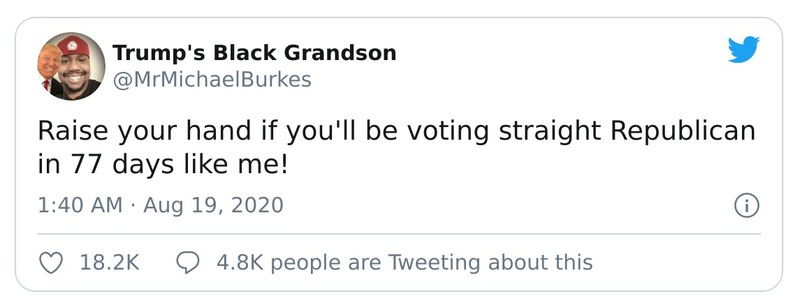 Trump's Black Grandson
@MrMichaelBurkes
Raise your hand if you'll be voting straight Republican
in 77 days like me!
1:40 AM · Aug 19, 2020
18.2K 4.8K people are Tweeting about this